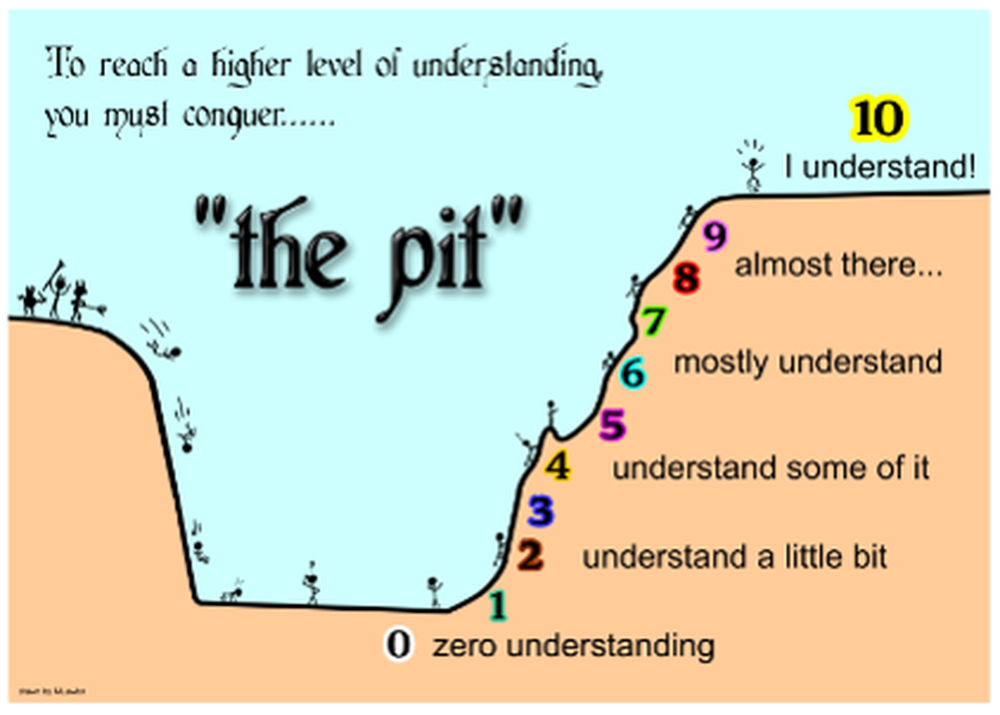 To reach a higher level of understanding,
you must conquer......
"the pit"
10
I understand!
9
almost there...
8
7
mostly understand
6
5
understand some of it
4
3
2
understand a little bit
1
0 zero understanding